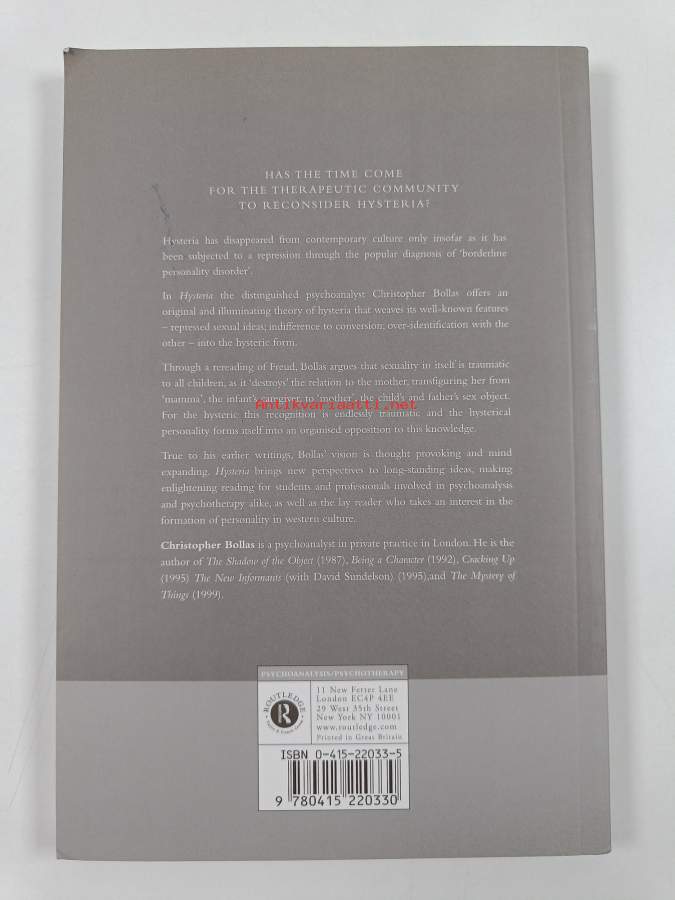 HAS THE TIME COME
FOR THE THERAPEUTIC COMMUNITY
TO RECONSIDER HYSTERIA?
Hysteria has disappeared from contemporary culture only insofar as it has
been subjected to a repression through the popular diagnosis of 'borderline
personality disorder'.
In Hysteria the distinguished psychoanalyst Christopher Bollas offers an
original and illuminating theory of hysteria that weaves its well-known features
– repressed sexual ideas; indifference to conversion; over-identification with the
other – into the hysteric form.
Through a rereading of Freud, Bollas argues that sexuality in itself is traumatic
to all children, as it 'destroys' the relation to the mother, transfiguring her from
'mamma', the infant's caregiver, to 'mother', the child's and father's sex object.
Antikvariaatti.net
For the hysteric this recognition is endlessly traumatic and the hysterical
personality forms itself into an organised opposition to this knowledge.
True to his earlier writings, Bollas' vision is thought provoking and mind
expanding. Hysteria brings new perspectives to long-standing ideas, making
enlightening reading for students and professionals involved in psychoanalysis
and psychotherapy alike, as well as the lay reader who takes an interest in the
formation of personality in western culture.
Christopher Bollas is a psychoanalyst in private practice in London. He is the
author of The Shadow of the Object (1987), Being a Character (1992), Cracking Up
(1995) The New Informants (with David Sundelson) (1995),and The Mystery of
Things (1999).
PSYCHOANALYSIS/PSYCHOTHERAPY
ROUTLEDGE
R
11 New Fetter Lane
London EC4P 4EE
29 West 35th Street
New York NY 10001
www.routledge.com
Printed in Great Britain
ISBN 0-415-22033-5
9 780415 220330